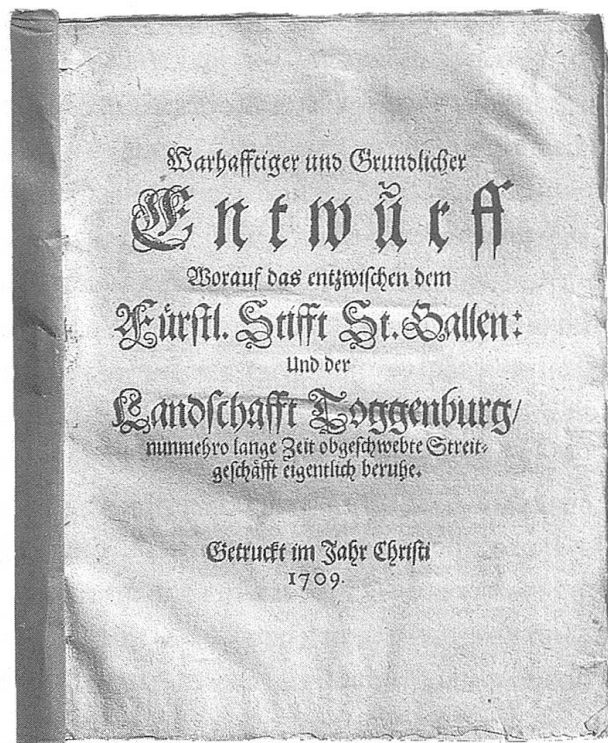 Warhafftiger und Grundlicher
Entwůrff
Worauf das entzwischen dem
Fürstl. Stifft St. Gallen:
Und der
Landschafft Toggenburg/
nunmehro lange Zeit obgeschwebte Streit=
geschäfft eigentlich beruhe.
Getruckt im Jahr Christi
1709.